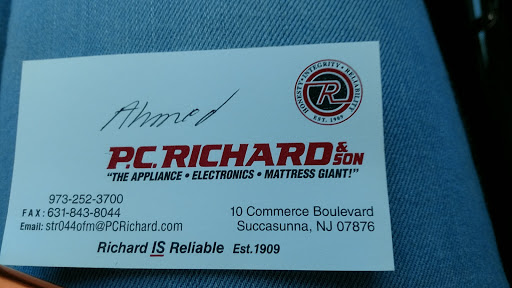 HONESTY • INTEGRITY • RELIABILITY
R
EST. 1909
Ahmed
P.C. RICHARD & SON
"THE APPLIANCE • ELECTRONICS • MATTRESS GIANT!"
973-252-3700
FAX: 631-843-8044
Email: str044ofm@PCRichard.com
10 Commerce Boulevard
Succasunna, NJ 07876
Richard IS Reliable Est.1909